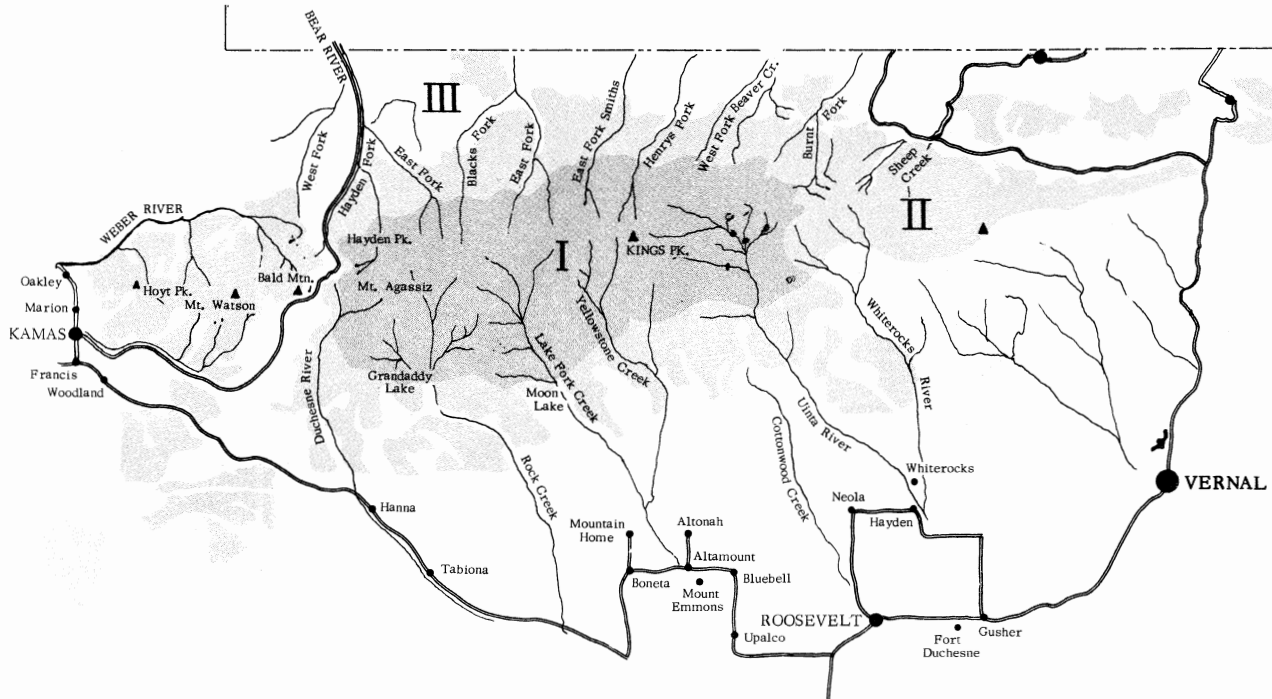 BEAR RIVER
III
West Fork
Hayden Fork
East Fork
Blacks Fork
East Fork
East Fork Smiths
Henrys Fork
West Fork Beaver Cr.
Burnt Fork
Sheep Creek
II
WEBER RIVER
Hayden Pk.
I
KINGS PK.
Oakley
Hoyt Pk.
Bald Mtn.
Mt. Agassiz
Marion
Mt. Watson
KAMAS
Yellowstone Creek
Whiterocks River
Francis
Woodland
Duchesne River
Grandaddy
Lake
Lake Fork Creek
Moon
Lake
Uinta River
Cottonwood Creek
Rock Creek
Whiterocks
VERNAL
Neola
Hayden
Hanna
Mountain
Home
Altonah
Altamount
Tabiona
Boneta
Bluebell
Mount
Emmons
ROOSEVELT
Upalco
Fort
Duchesne
Gusher